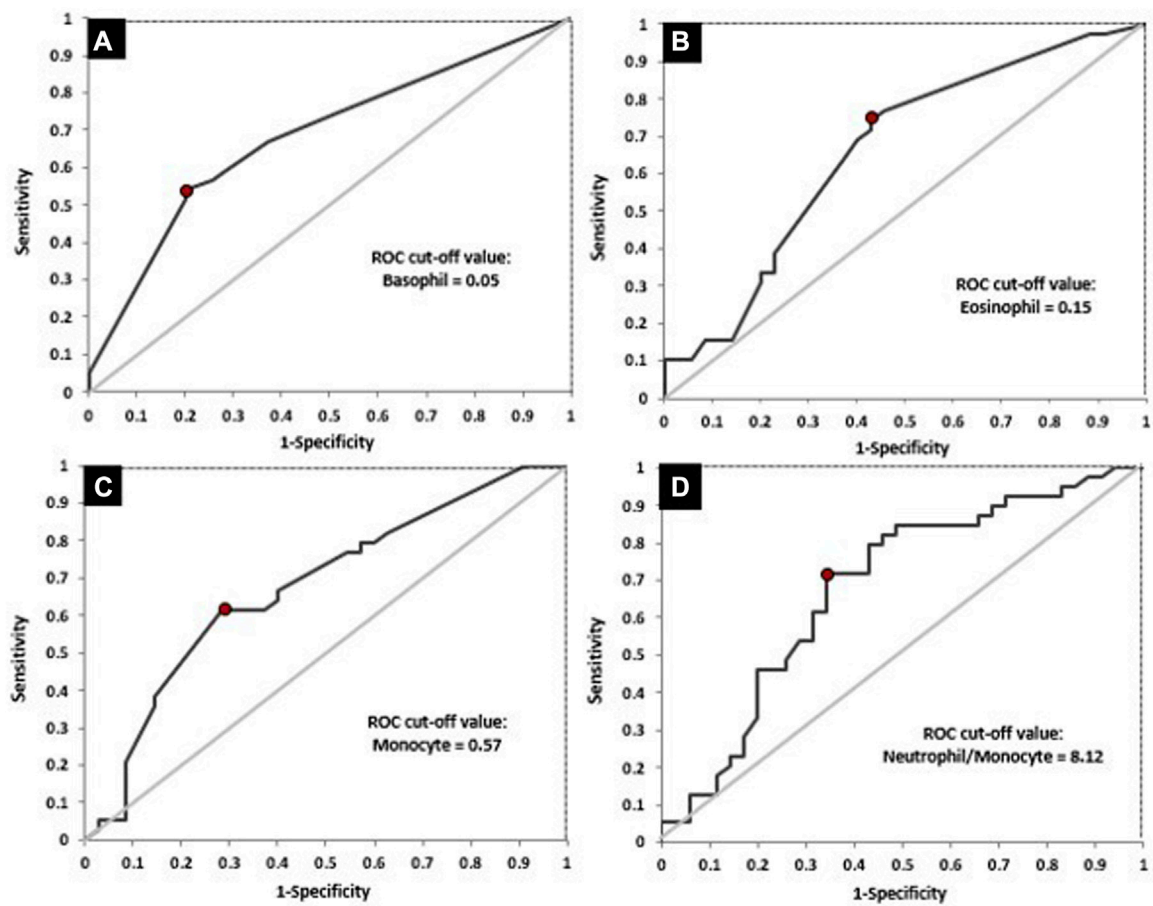 A
1
0.9
0.8
0.7
0.6
0.5
0.4
0.3
0.2
0.1
0
Sensitivity
ROC cut-off value:
Basophil = 0.05
0 0.1 0.2 0.3 0.4 0.5 0.6 0.7 0.8 0.9 1
1-Specificity
B
1
0.9
0.8
0.7
0.6
0.5
0.4
0.3
0.2
0.1
0
Sensitivity
ROC cut-off value:
Eosinophil = 0.15
0 0.1 0.2 0.3 0.4 0.5 0.6 0.7 0.8 0.9 1
1-Specificity
C
1
0.9
0.8
0.7
0.6
0.5
0.4
0.3
0.2
0.1
0
Sensitivity
ROC cut-off value:
Monocyte = 0.57
0 0.1 0.2 0.3 0.4 0.5 0.6 0.7 0.8 0.9 1
1-Specificity
D
1
0.9
0.8
0.7
0.6
0.5
0.4
0.3
0.2
0.1
0
Sensitivity
ROC cut-off value:
Neutrophil/Monocyte = 8.12
0 0.1 0.2 0.3 0.4 0.5 0.6 0.7 0.8 0.9 1
1-Specificity